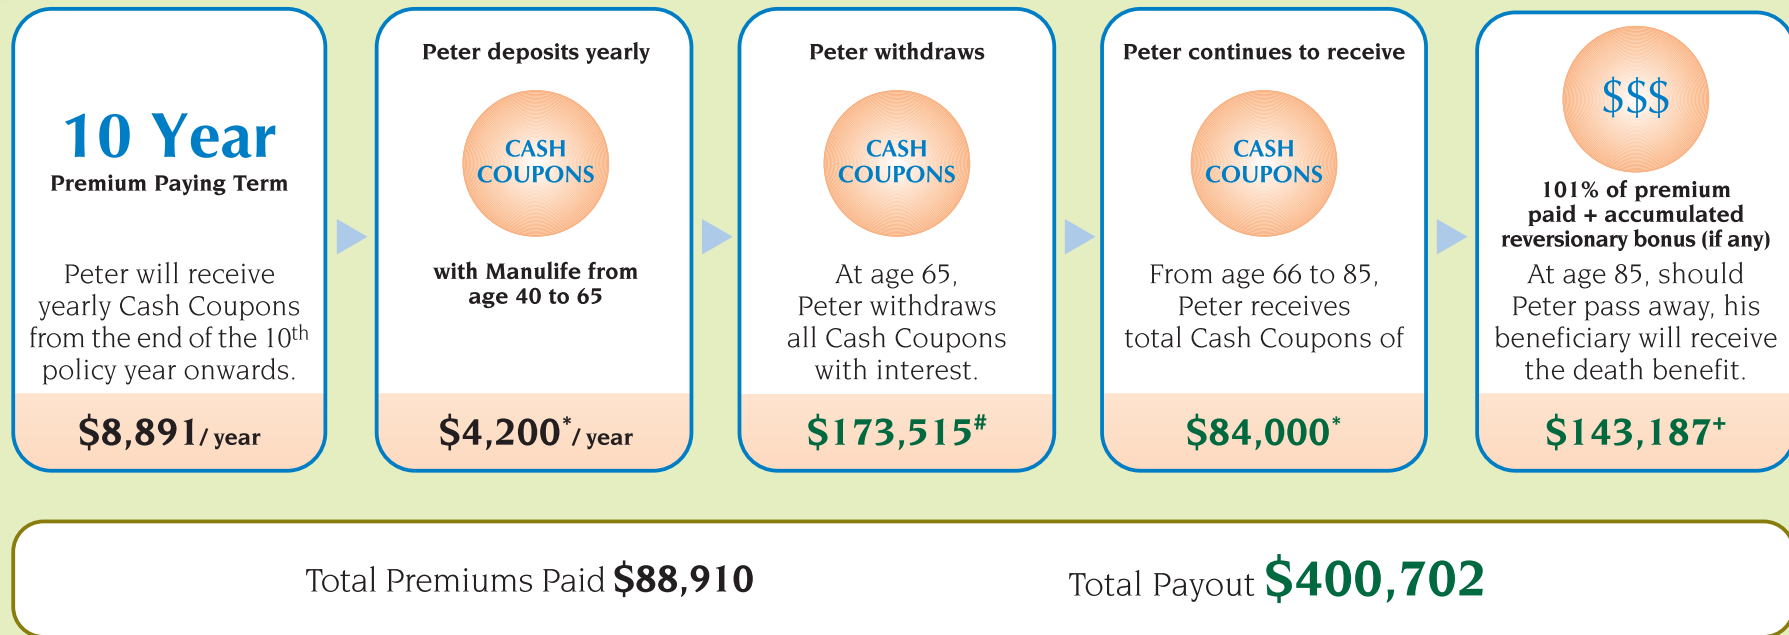 10 Year
Premium Paying Term
Peter will receive
yearly Cash Coupons
from the end of the 10th
policy year onwards.
$8,891/ year
Peter deposits yearly
CASH
COUPONS
with Manulife from
age 40 to 65
$4,200*/ year
Peter withdraws
CASH
COUPONS
At age 65,
Peter withdraws
all Cash Coupons
with interest.
$173,515#
Peter continues to receive
CASH
COUPONS
From age 66 to 85,
Peter receives
total Cash Coupons of
$84,000*
$$$
101% of premium
paid + accumulated
reversionary bonus (if any)
At age 85, should
Peter pass away, his
beneficiary will receive
the death benefit.
$143,187+
Total Premiums Paid $88,910
Total Payout $400,702